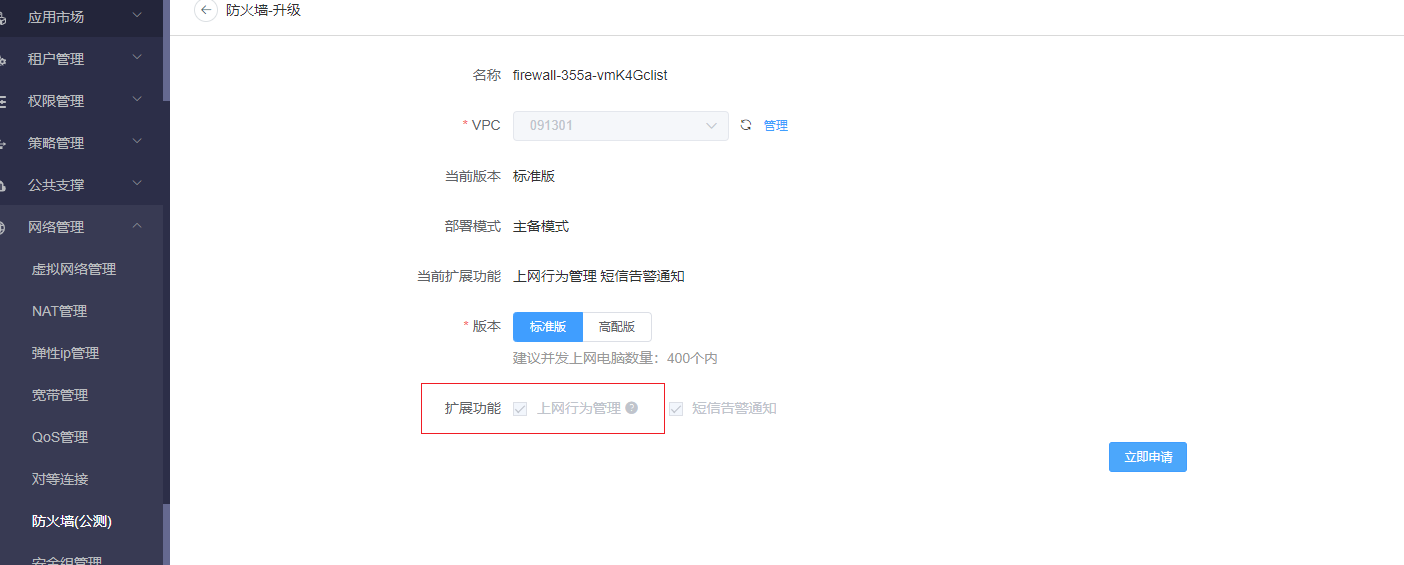 应用市场
租户管理
权限管理
策略管理
公共支撑
网络管理
虚拟网络管理
NAT管理
弹性ip管理
宽带管理
QoS管理
对等连接
防火墙(公测)
安全组管理
防火墙-升级
名称 firewall-355a-vmK4Gclist
* VPC 091301 管理
当前版本 标准版
部署模式 主备模式
当前扩展功能 上网行为管理 短信告警通知
* 版本 标准版 高配版
建议并发上网电脑数量：400个内
扩展功能 上网行为管理 ? 短信告警通知
立即申请